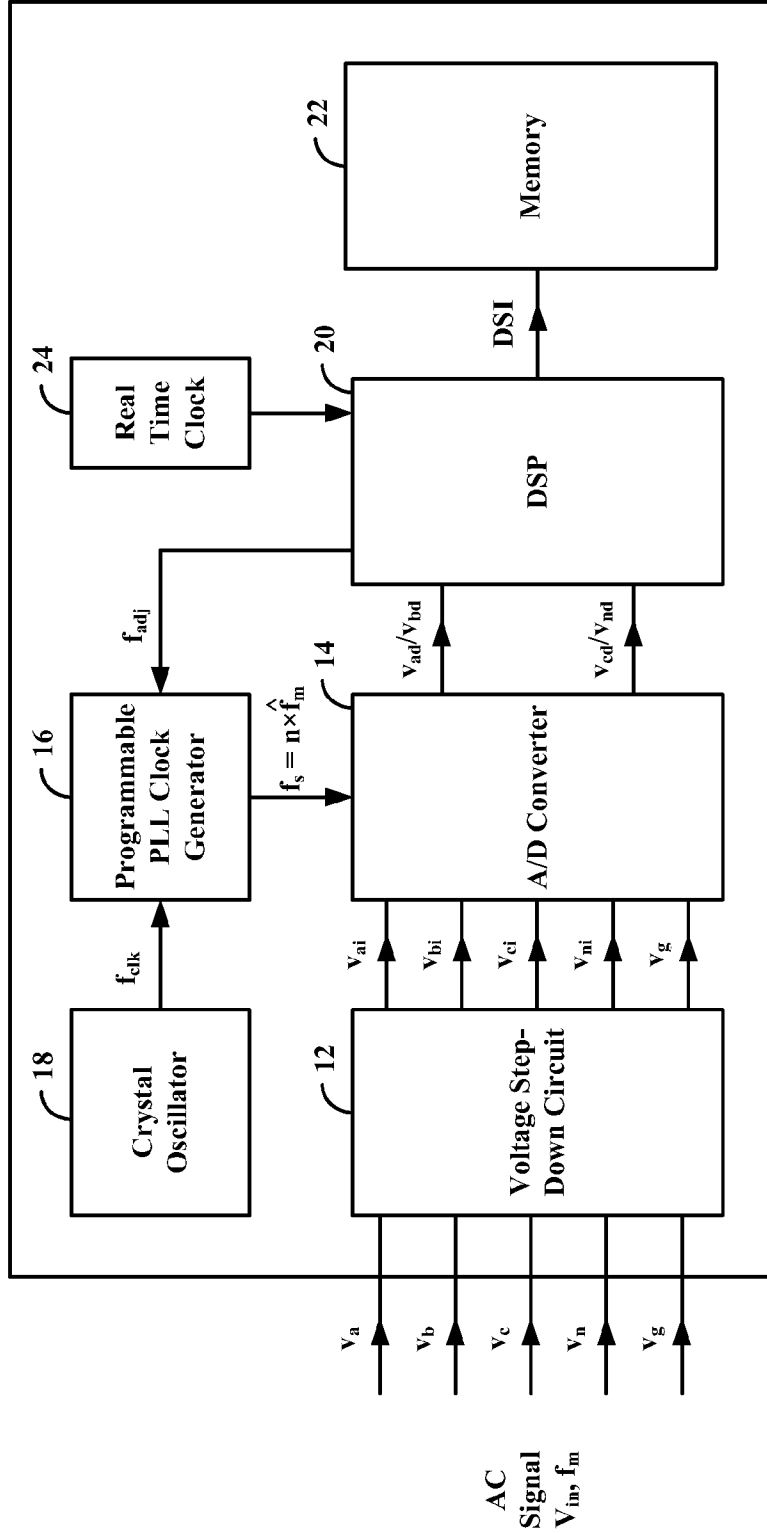 18
Crystal
Oscillator
f_clk
16
Programmable
PLL Clock
Generator
f_adj
24
Real
Time
Clock
f_s = n×f̂_m
AC
Signal
V_in, f_m
v_a
v_b
v_c
v_n
v_g
12
Voltage Step-
Down Circuit
v_ai
v_bi
v_ci
v_ni
v_g
14
A/D Converter
v_ad/v_bd
v_cd/v_nd
20
DSP
DSI
22
Memory